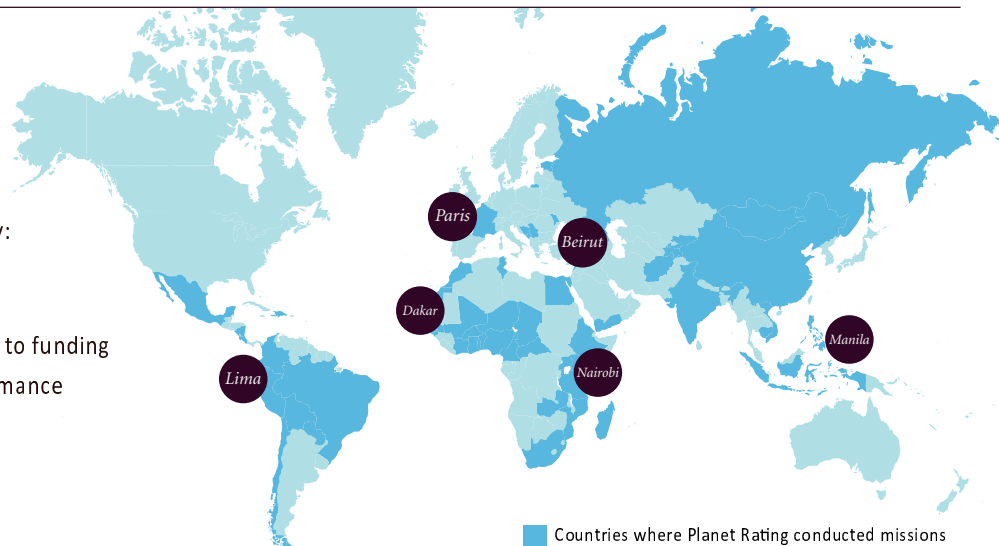 Paris
y:
Beirut
Dakar
to funding
Manila
Nairobi
Lima
mance
Countries where Planet Rating conducted missions